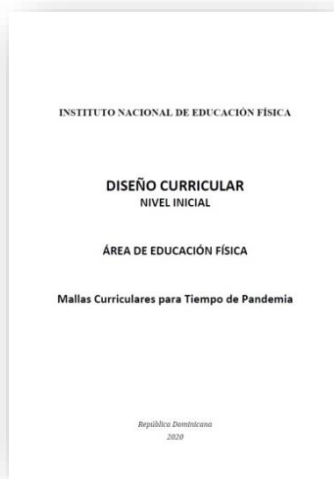 INSTITUTO NACIONAL DE EDUCACIÓN FÍSICA
DISEÑO CURRICULAR
NIVEL INICIAL
ÁREA DE EDUCACIÓN FÍSICA
Mallas Curriculares para Tiempo de Pandemia
República Dominicana
2020